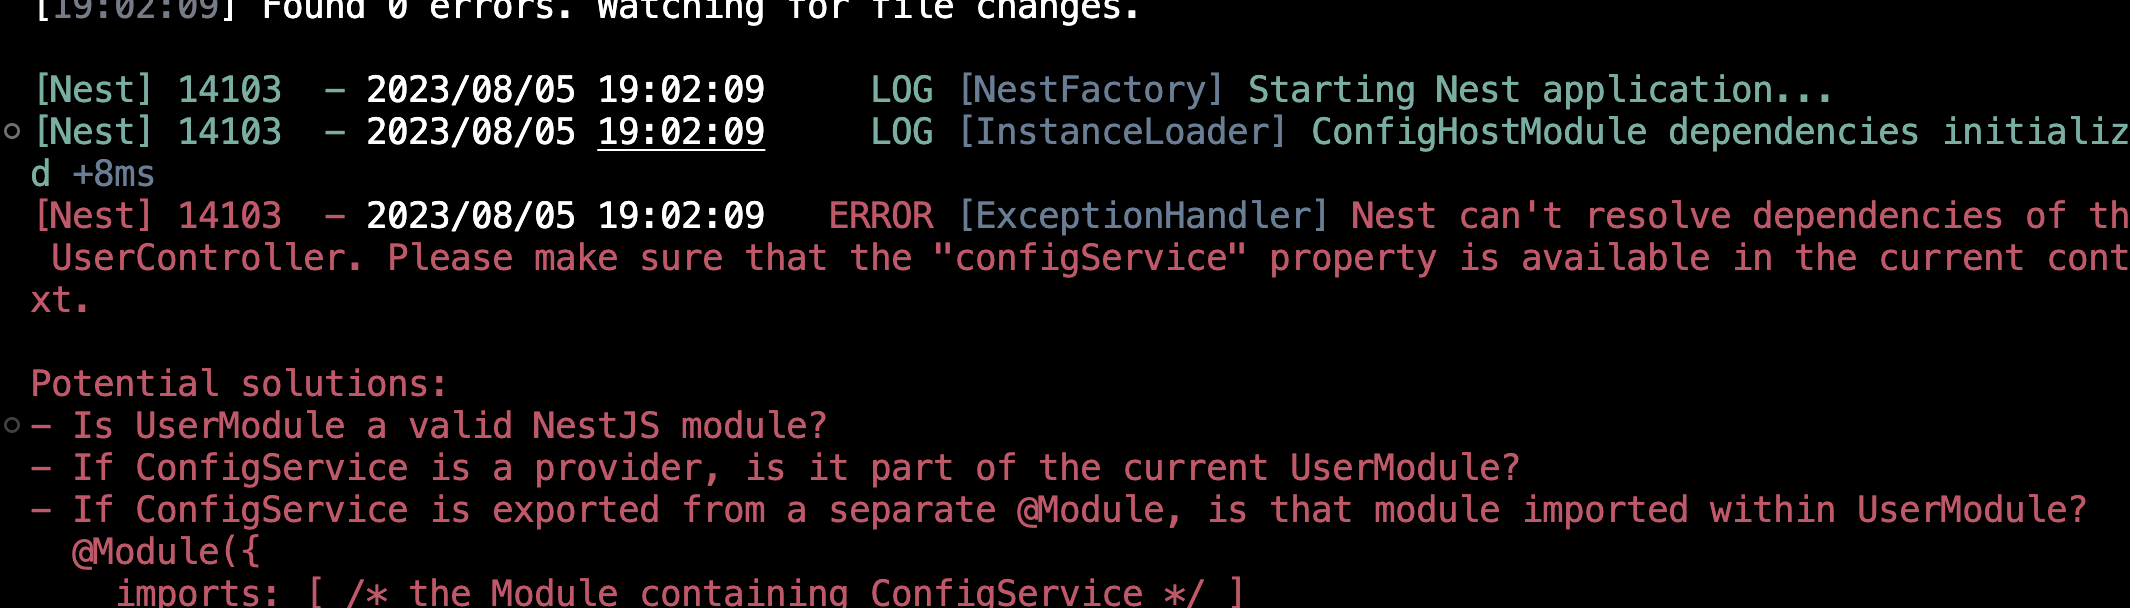 [19:02:09] Found 0 errors. Watching for file changes.
[Nest] 14103  - 2023/08/05 19:02:09     LOG [NestFactory] Starting Nest application...
[Nest] 14103  - 2023/08/05 19:02:09     LOG [InstanceLoader] ConfigHostModule dependencies initializ
d +8ms
[Nest] 14103  - 2023/08/05 19:02:09   ERROR [ExceptionHandler] Nest can't resolve dependencies of th
UserController. Please make sure that the "configService" property is available in the current cont
xt.
Potential solutions:
- Is UserModule a valid NestJS module?
- If ConfigService is a provider, is it part of the current UserModule?
- If ConfigService is exported from a separate @Module, is that module imported within UserModule?
@Module({
imports: [ /* the Module containing ConfigService */ ]